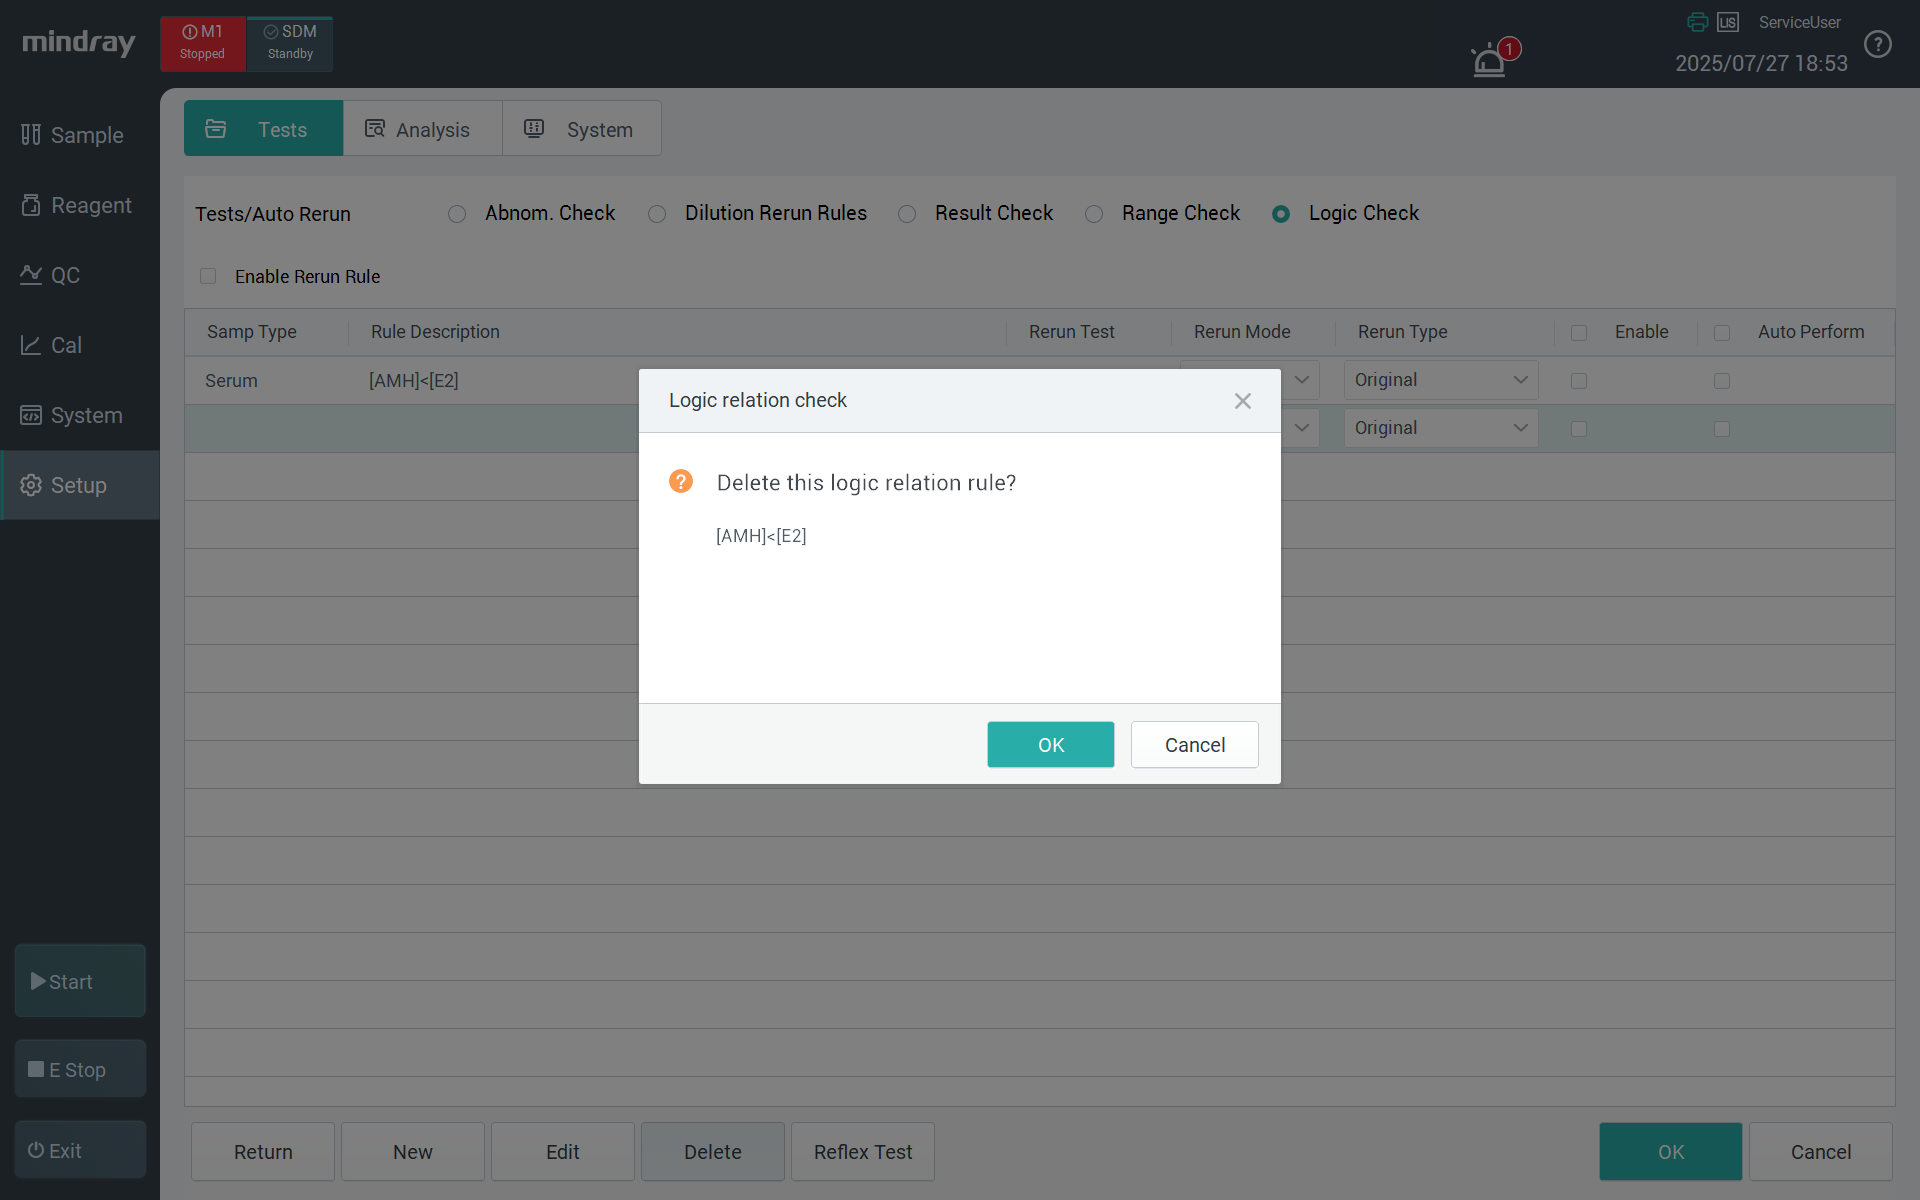 mindray
M1
Stopped
SDM
Standby
1
LIS
ServiceUser
2025/07/27 18:53
?
Sample
Reagent
QC
Cal
System
Setup
Start
E Stop
Exit
Tests
Analysis
System
Tests/Auto Rerun
Abnom. Check
Dilution Rerun Rules
Result Check
Range Check
Logic Check
Enable Rerun Rule
Samp Type
Rule Description
Rerun Test
Rerun Mode
Rerun Type
Enable
Auto Perform
Serum
[AMH]<[E2]
Original
Original
Logic relation check
?
Delete this logic relation rule?
[AMH]<[E2]
OK
Cancel
Return
New
Edit
Delete
Reflex Test
OK
Cancel